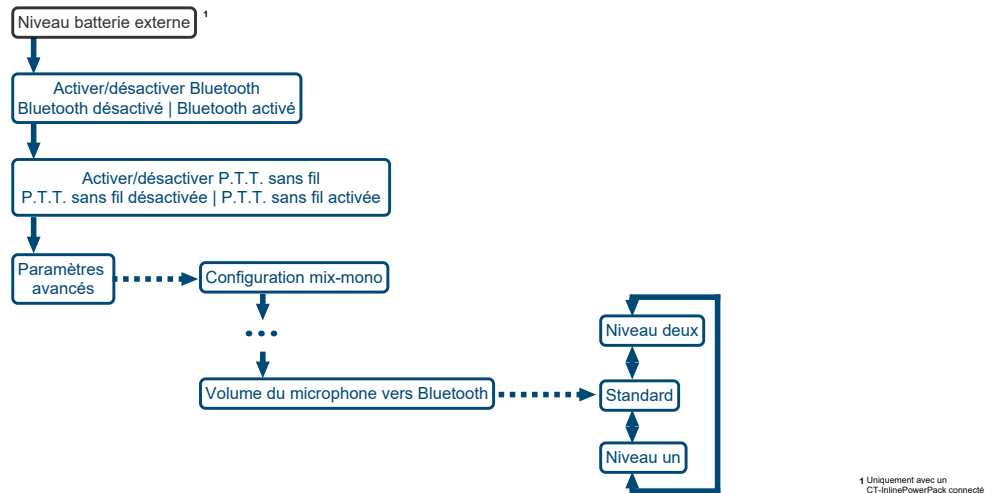 Niveau batterie externe 1
Activer/désactiver Bluetooth
Bluetooth désactivé | Bluetooth activé
Activer/désactiver P.T.T. sans fil
P.T.T. sans fil désactivée | P.T.T. sans fil activée
Paramètres
avancés
Configuration mix-mono
...
Volume du microphone vers Bluetooth
Niveau deux
Standard
Niveau un
1 Uniquement avec un
CT-InlinePowerPack connecté